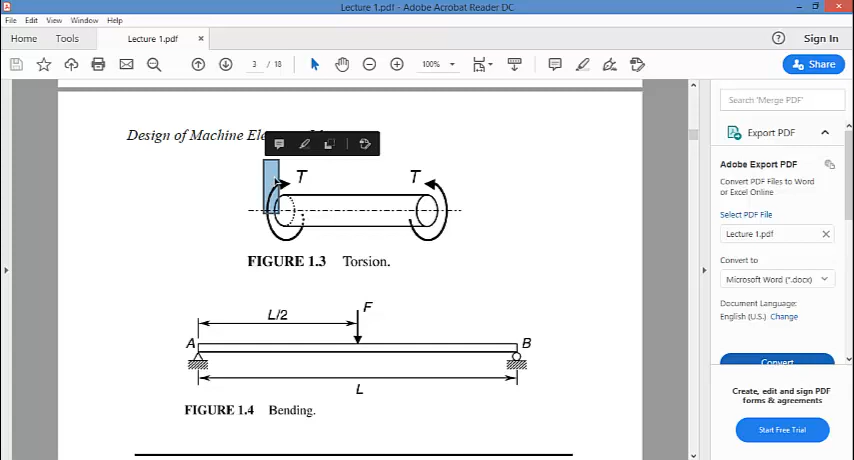 Lecture 1.pdf - Adobe Acrobat Reader DC
File Edit View Window Help
Home Tools Lecture 1.pdf × Sign In
3 / 18 100% Share
Design of Machine
T T
FIGURE 1.3 Torsion.
L/2 F
A B
L
FIGURE 1.4 Bending.
Search 'Merge PDF'
Export PDF
Adobe Export PDF
Convert PDF Files to Word
or Excel Online
Select PDF File
Lecture 1.pdf
Convert to
Microsoft Word (*.docx)
Document Language:
English (U.S.) Change
Convert
Create, edit and sign PDF
forms & agreements
Start Free Trial